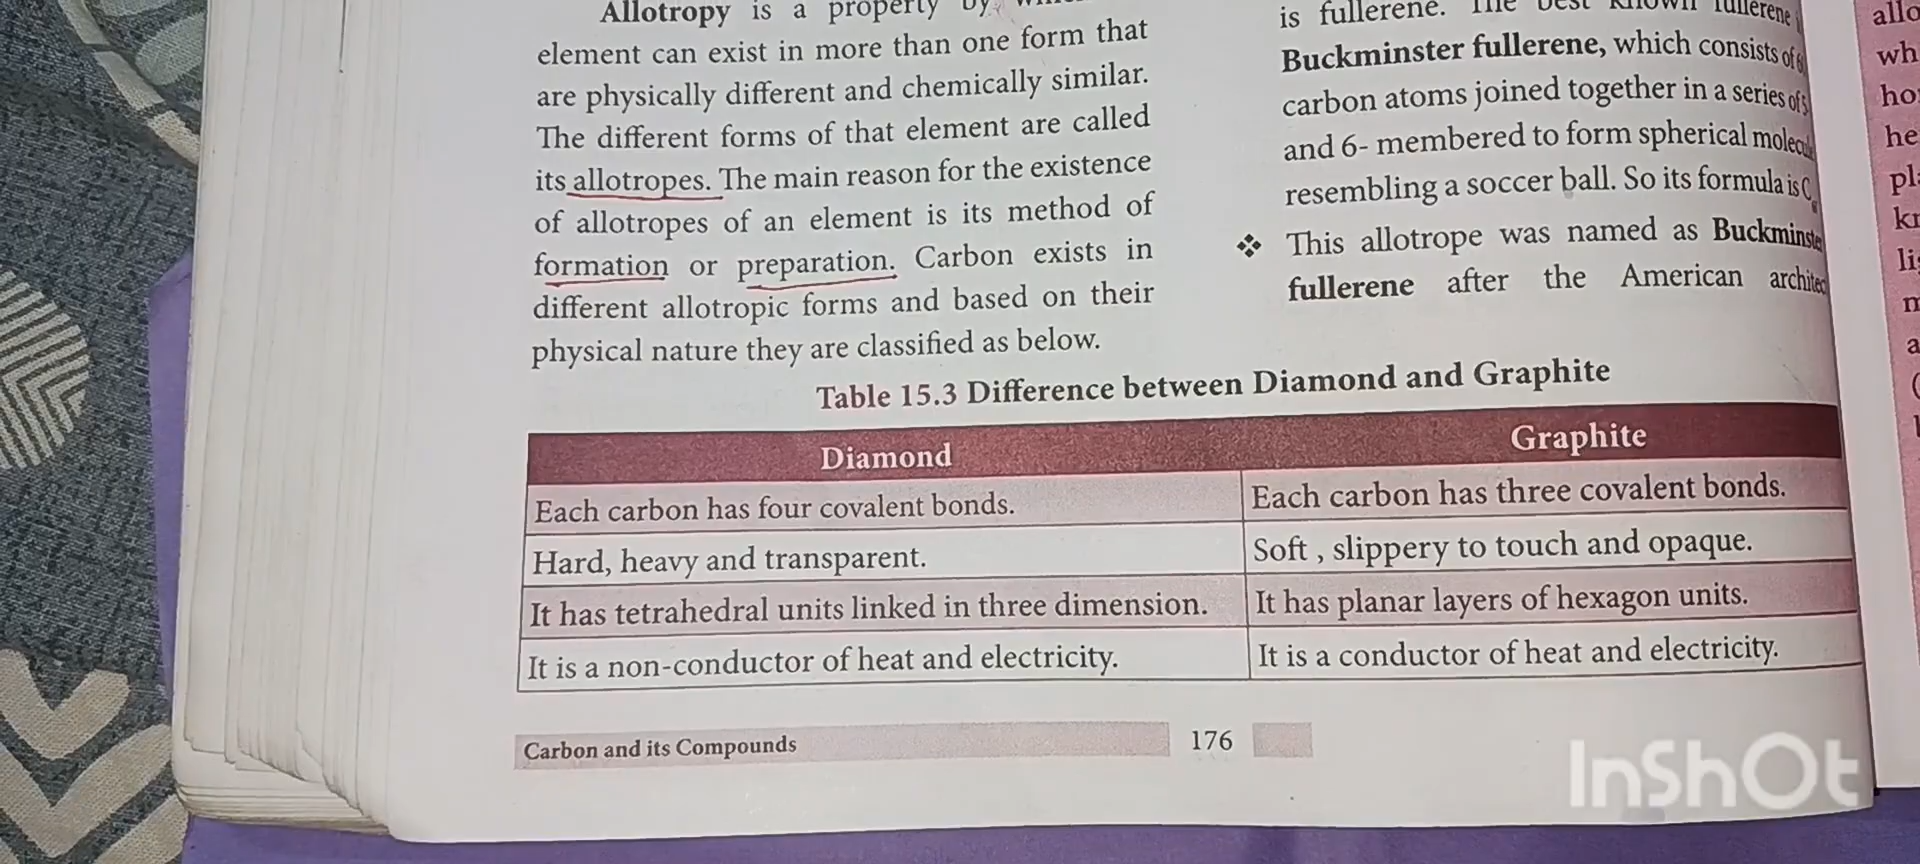 Allotropy is a property by
element can exist in more than one form that
are physically different and chemically similar.
The different forms of that element are called
its allotropes. The main reason for the existence
of allotropes of an element is its method of
formation or preparation. Carbon exists in
different allotropic forms and based on their
physical nature they are classified as below.
is fullerene. The best known fullerene
Buckminster fullerene, which consists of
carbon atoms joined together in a series of
and 6- membered to form spherical
resembling a soccer ball. So its formula is
❖ This allotrope was named as
fullerene after the American
Table 15.3 Difference between Diamond and Graphite
Diamond Graphite
Each carbon has four covalent bonds. Each carbon has three covalent bonds.
Hard, heavy and transparent. Soft , slippery to touch and opaque.
It has tetrahedral units linked in three dimension. It has planar layers of hexagon units.
It is a non-conductor of heat and electricity. It is a conductor of heat and electricity.
Carbon and its Compounds 176
InShOt